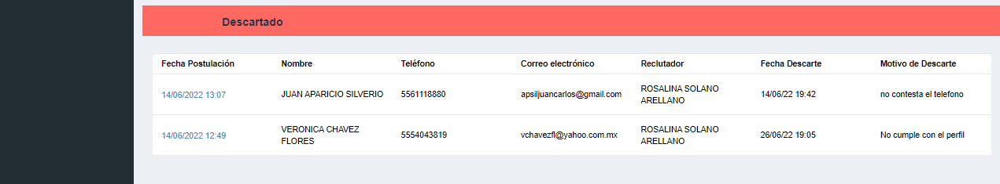 Descartado
Fecha Postulación Nombre Teléfono Correo electrónico Reclutador Fecha Descarte Motivo de Descarte
14/06/2022 13:07 JUAN APARICIO SILVERIO 5561118880 apsiljuancarlos@gmail.com ROSALINA SOLANO ARELLANO 14/06/22 19:42 no contesta el telefono
14/06/2022 12:49 VERONICA CHAVEZ FLORES 5554043819 vchavezfl@yahoo.com.mx ROSALINA SOLANO ARELLANO 26/06/22 19:05 No cumple con el perfil